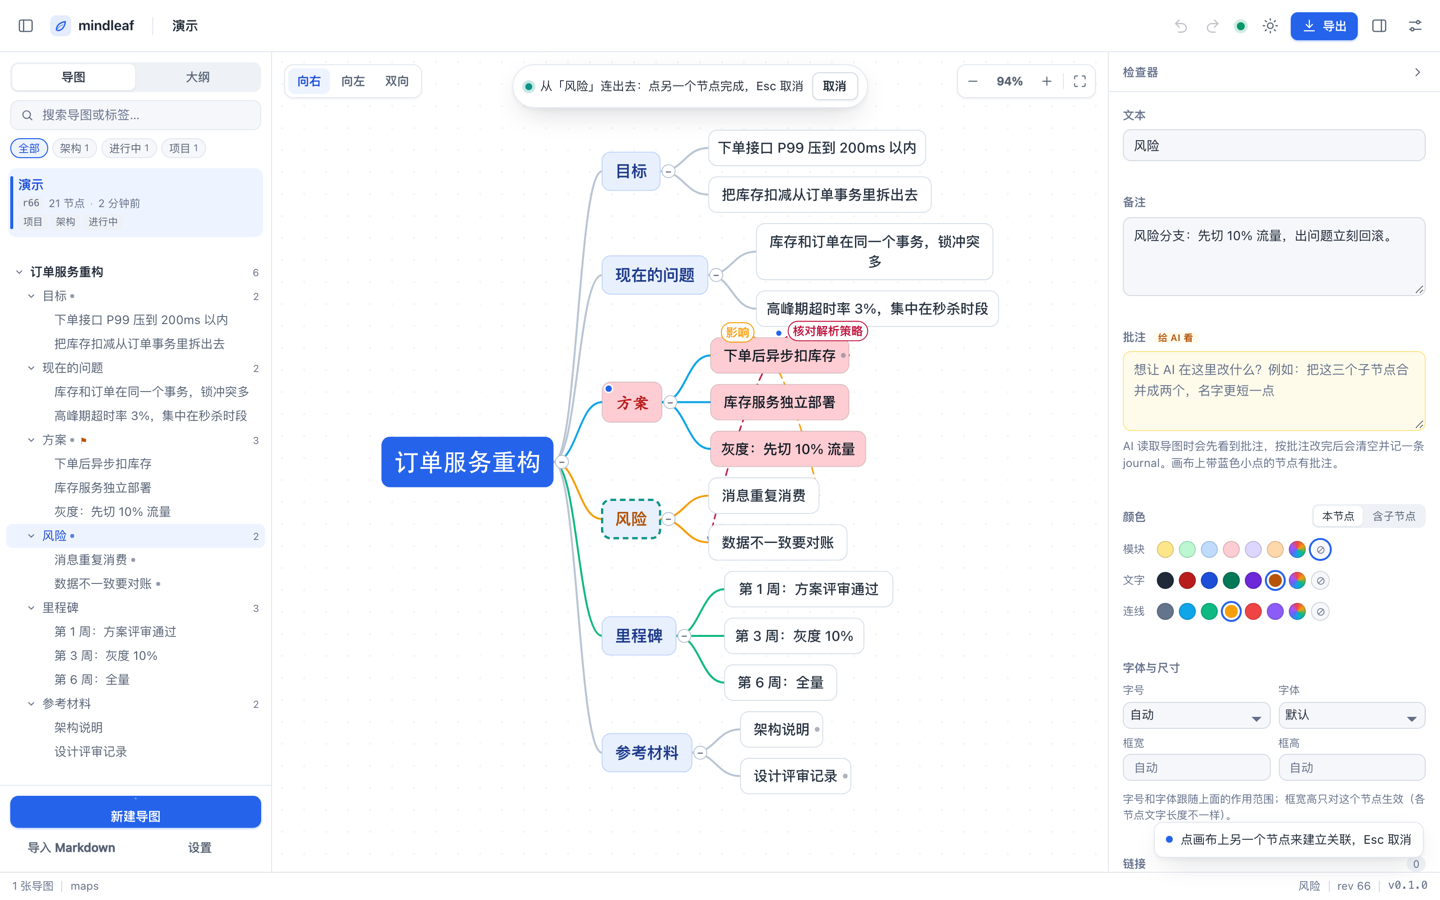 mindleaf
演示
导出
导图
大纲
搜索导图或标签...
全部
架构 1
进行中 1
项目 1
演示
r66 21 节点 · 2 分钟前
项目 架构 进行中
订单服务重构 6
目标 2
下单接口 P99 压到 200ms 以内
把库存扣减从订单事务里拆出去
现在的问题 2
库存和订单在同一个事务，锁冲突多
高峰期超时率 3%，集中在秒杀时段
方案 3
下单后异步扣库存
库存服务独立部署
灰度：先切 10% 流量
风险 2
消息重复消费
数据不一致要对账
里程碑 3
第 1 周：方案评审通过
第 3 周：灰度 10%
第 6 周：全量
参考材料 2
架构说明
设计评审记录
新建导图
导入 Markdown
设置
1 张导图
maps
向右
向左
双向
从「风险」连出去：点另一个节点完成，Esc 取消
取消
94%
订单服务重构
目标
下单接口 P99 压到 200ms 以内
把库存扣减从订单事务里拆出去
现在的问题
库存和订单在同一个事务，锁冲突
多
高峰期超时率 3%，集中在秒杀时段
影响
核对解析策略
方案
下单后异步扣库存
库存服务独立部署
灰度：先切 10% 流量
风险
消息重复消费
数据不一致要对账
里程碑
第 1 周：方案评审通过
第 3 周：灰度 10%
第 6 周：全量
参考材料
架构说明
设计评审记录
检查器
文本
风险
备注
风险分支：先切 10% 流量，出问题立刻回滚。
批注 给 AI 看
想让 AI 在这里改什么？例如：把这三个子节点合
并成两个，名字更短一点
AI 读取导图时会先看到批注，按批注改完后会清空并记一条
journal。画布上带蓝色小点的节点有批注。
颜色
本节点
含子节点
模块
文字
连线
字体与尺寸
字号
字体
自动
默认
框宽
框高
自动
自动
字号和字体跟随上面的作用范围；框宽高只对这个节点生效（各
节点文字长度不一样）。
点画布上另一个节点来建立关联，Esc 取消
链接 0
风险
rev 66
v0.1.0